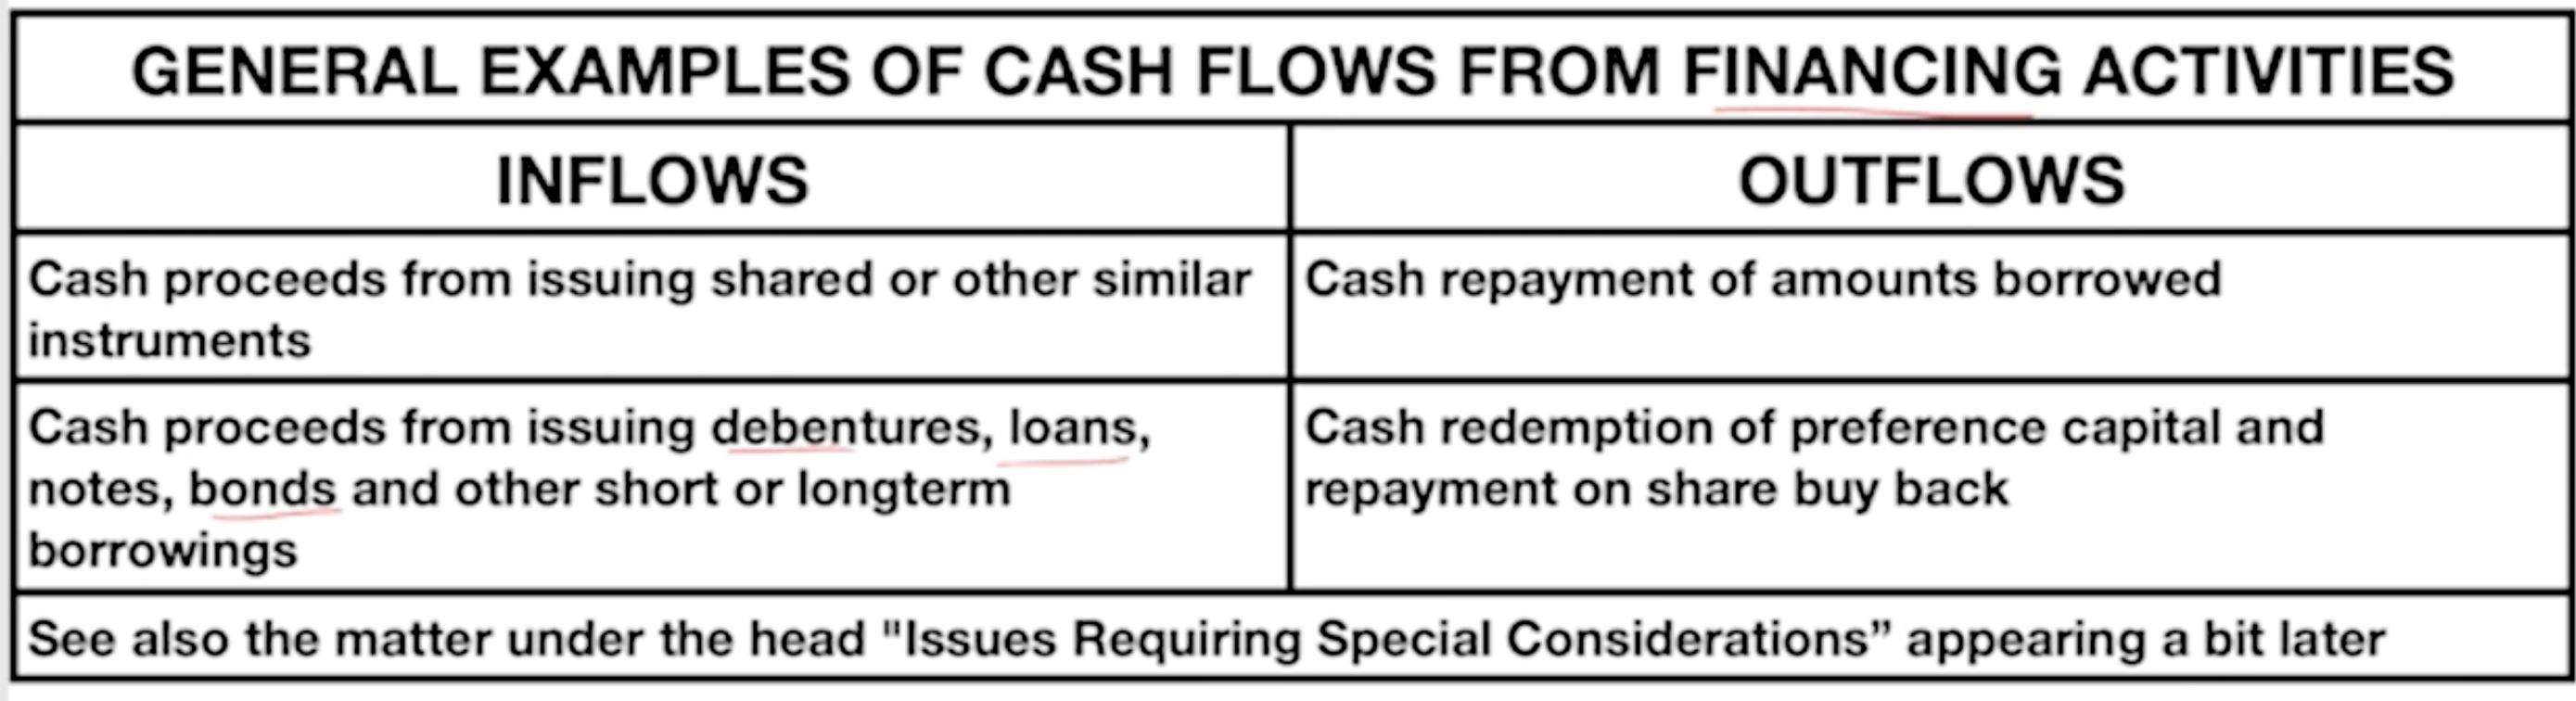 GENERAL EXAMPLES OF CASH FLOWS FROM FINANCING ACTIVITIES
INFLOWS
OUTFLOWS
Cash proceeds from issuing shared or other similar
instruments
Cash repayment of amounts borrowed
Cash proceeds from issuing debentures, loans,
notes, bonds and other short or longterm
borrowings
Cash redemption of preference capital and
repayment on share buy back
See also the matter under the head "Issues Requiring Special Considerations” appearing a bit later